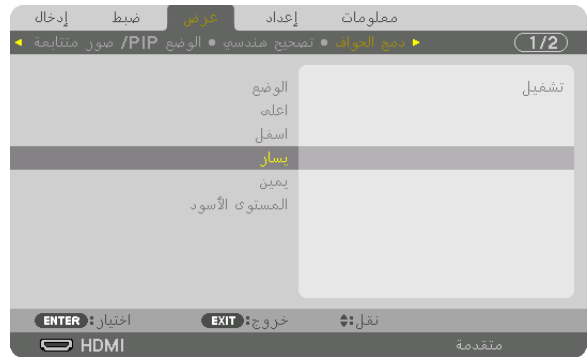 إدخال ضبط عرض إعداد معلومات
دمج الحواف • تصحيح هندسي • الوضع PIP/ صور متتابعة 1/2
الوضع تشغيل
اعلى
اسفل
يسار
يمين
المستوى الأسود
ENTER: اختيار EXIT: خروج نقل:
HDMI متقدمة